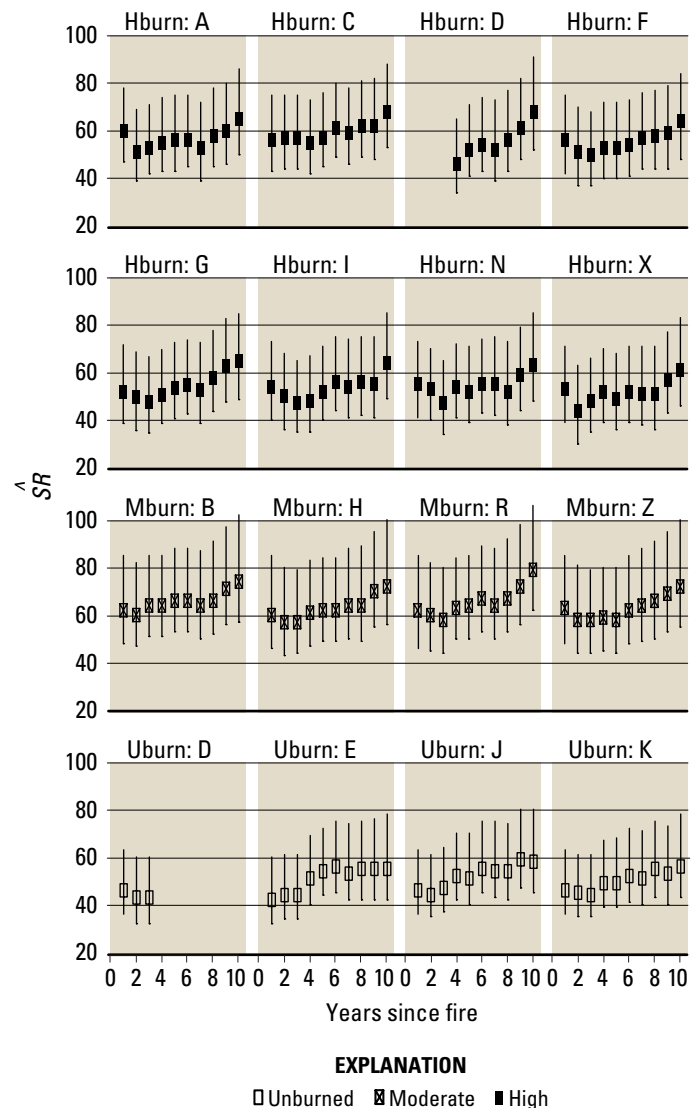 Hburn: A Hburn: C Hburn: D Hburn: F
100
80
60
40
20
Hburn: G Hburn: I Hburn: N Hburn: X
100
80
60
40
20
^
SR
Mburn: B Mburn: H Mburn: R Mburn: Z
100
80
60
40
20
Uburn: D Uburn: E Uburn: J Uburn: K
100
80
60
40
20
0 2 4 6 8 10 0 2 4 6 8 10 0 2 4 6 8 10 0 2 4 6 8 10
Years since fire
EXPLANATION
Unburned Moderate High